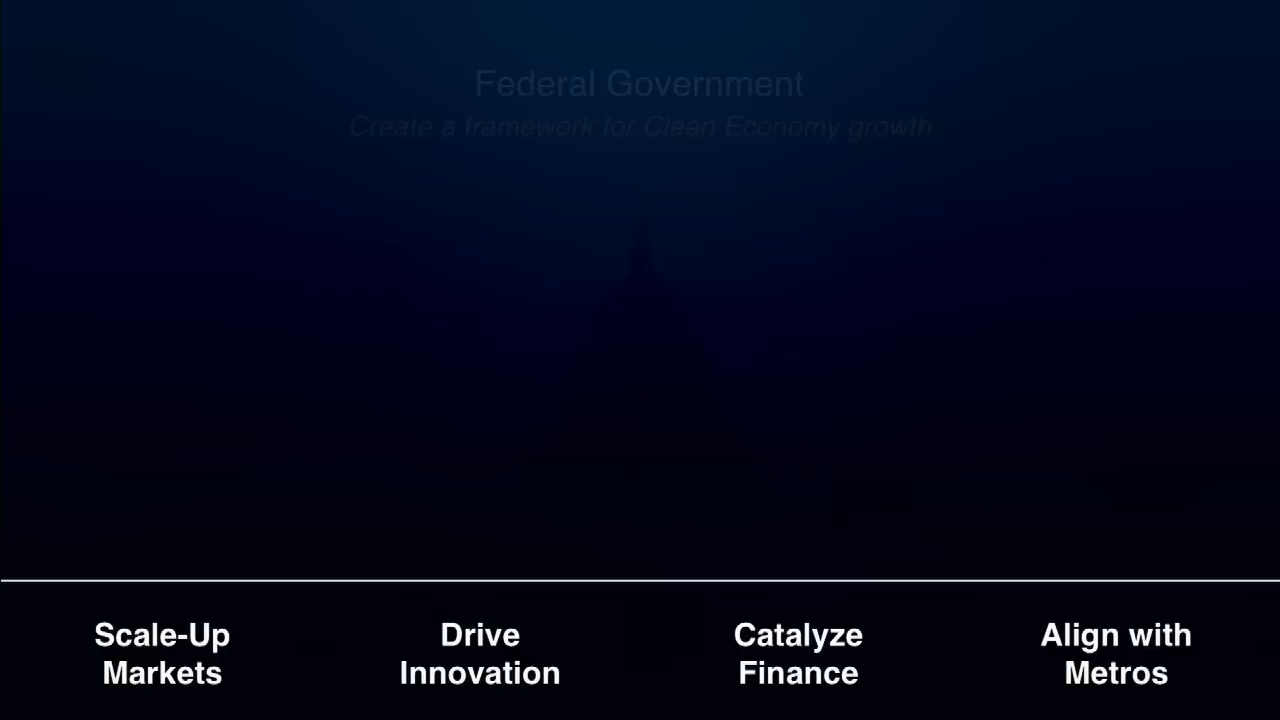 Federal Government
Create a framework for Clean Economy growth
Scale-Up
Markets
Drive
Innovation
Catalyze
Finance
Align with
Metros